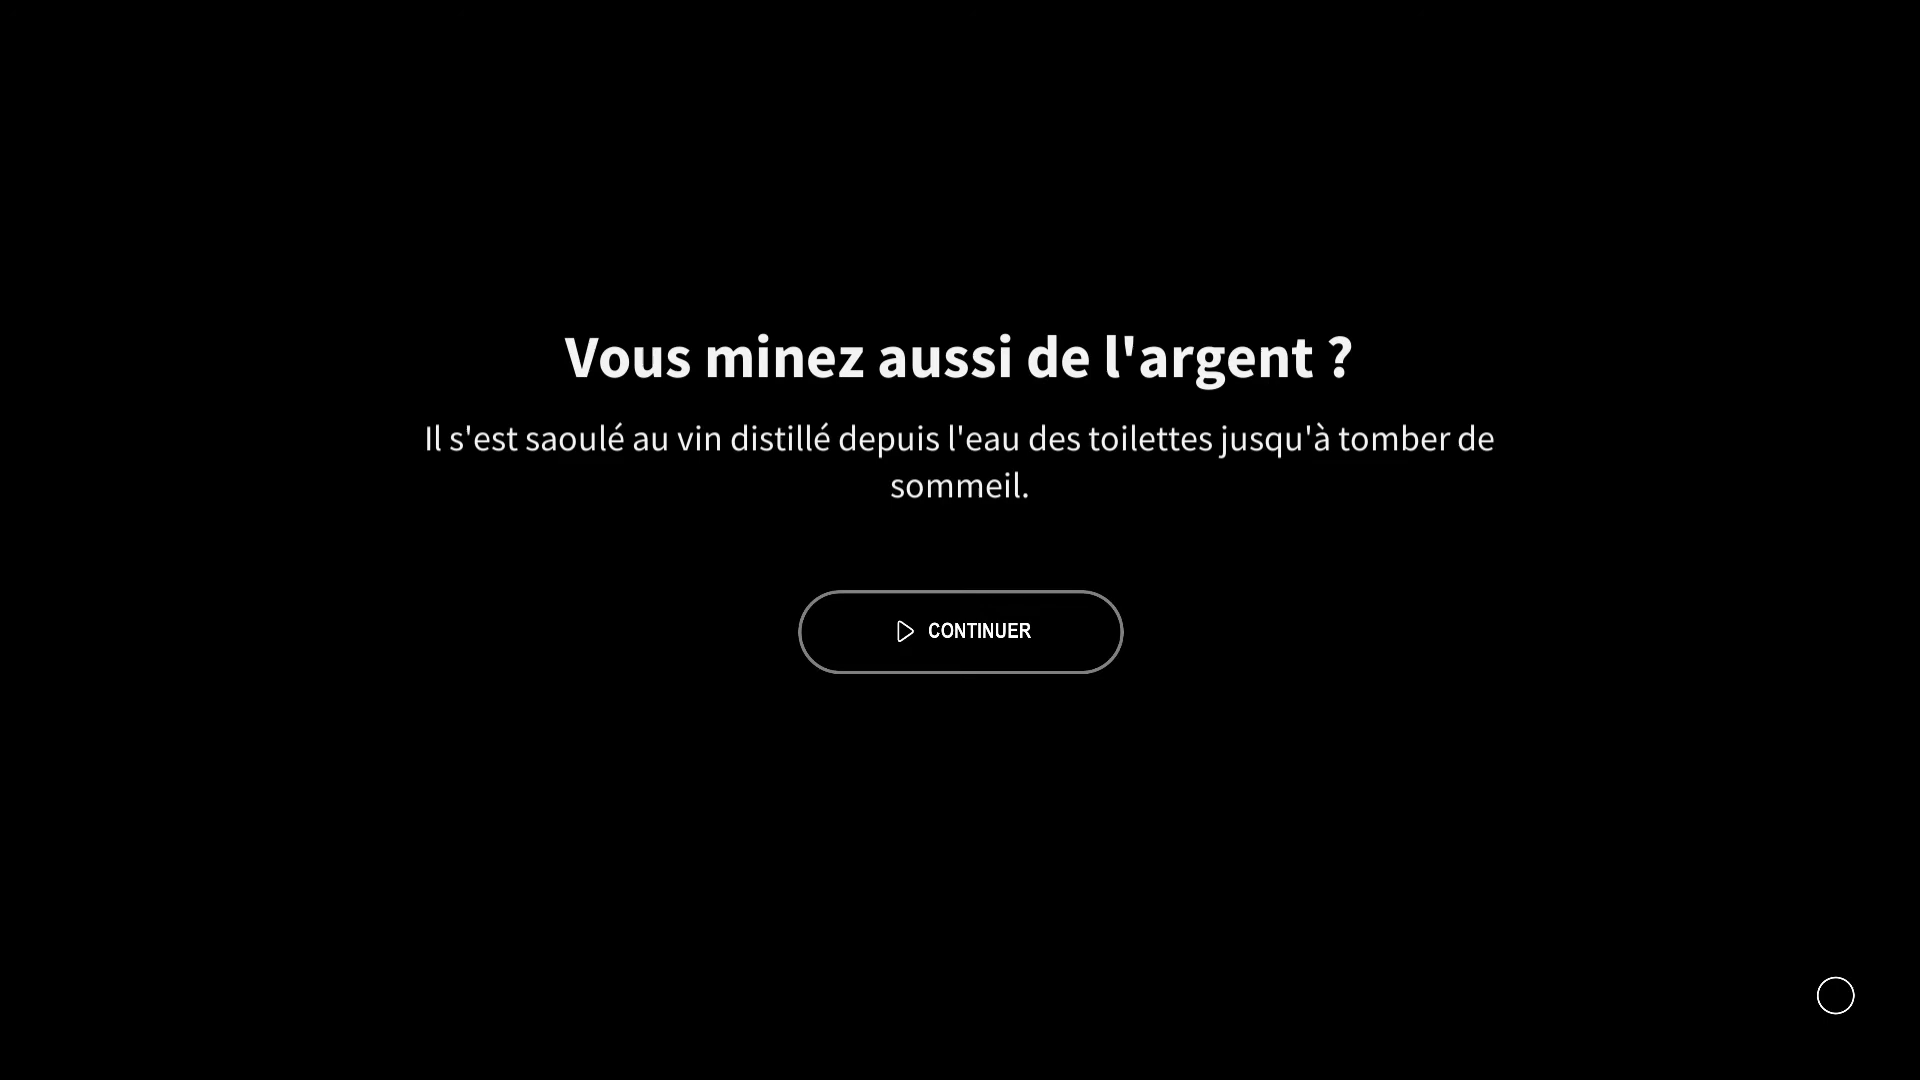 Vous minez aussi de l'argent ?
Il s'est saoulé au vin distillé depuis l'eau des toilettes jusqu'à tomber de
sommeil.
CONTINUER